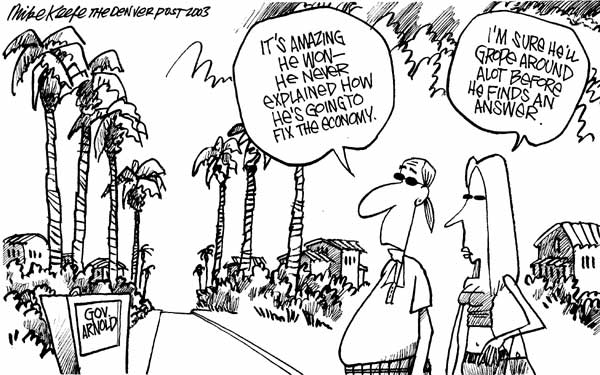 Mike Keefe THE DENVER POST 2003
IT'S AMAZING
HE WON—
HE NEVER
EXPLAINED HOW
HE'S GOING TO
FIX THE ECONOMY.
I'M SURE HE'LL
GROPE AROUND
ALOT BEFORE
HE FINDS AN
ANSWER.
GOV.
ARNOLD